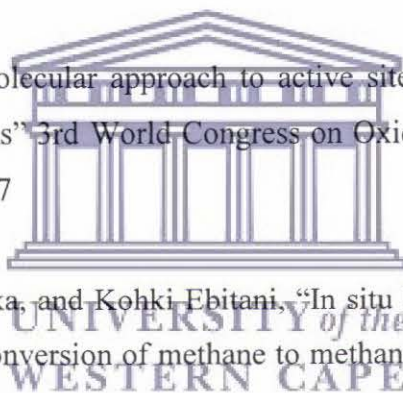 olecular approach to active site
s” 3rd World Congress on Oxid
7
ka, and Kohki Ebitani, “In situ
UNIVERSITY of the
onversion of methane to methan
WESTERN CAPE